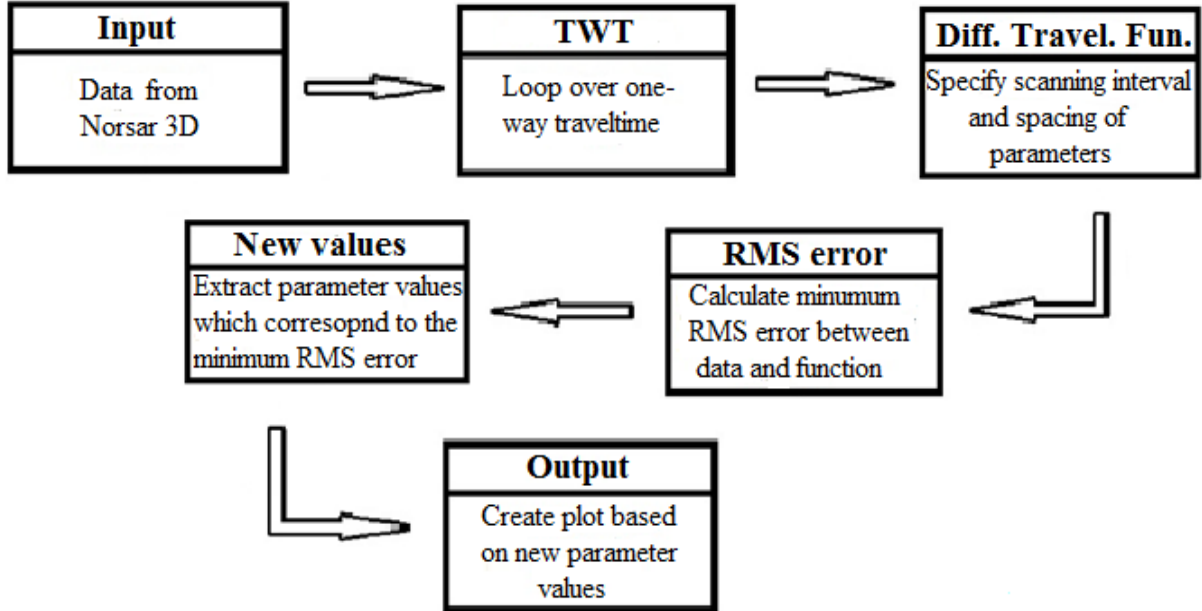 Input
Data from
Norsar 3D
TWT
Loop over one-
way traveltime
Diff. Travel. Fun.
Specify scanning interval
and spacing of
parameters
New values
Extract parameter values
which corresopnd to the
minimum RMS error
RMS error
Calculate minumum
RMS error between
data and function
Output
Create plot based
on new parameter
values